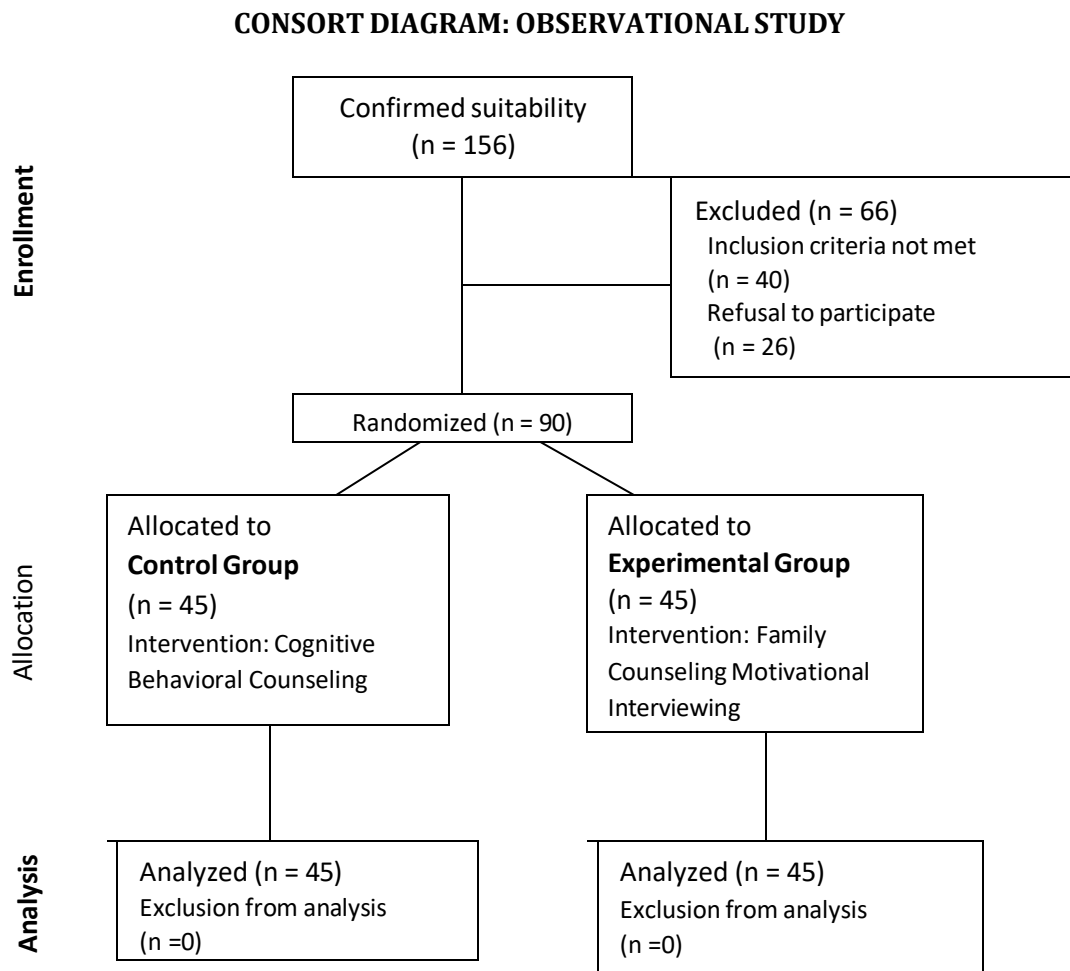 CONSORT DIAGRAM: OBSERVATIONAL STUDY
Enrollment
Confirmed suitability
(n = 156)
Excluded (n = 66)
Inclusion criteria not met
(n = 40)
Refusal to participate
(n = 26)
Randomized (n = 90)
Allocation
Allocated to
Control Group
(n = 45)
Intervention: Cognitive
Behavioral Counseling
Allocated to
Experimental Group
(n = 45)
Intervention: Family
Counseling Motivational
Interviewing
Analysis
Analyzed (n = 45)
Exclusion from analysis
(n =0)
Analyzed (n = 45)
Exclusion from analysis
(n =0)